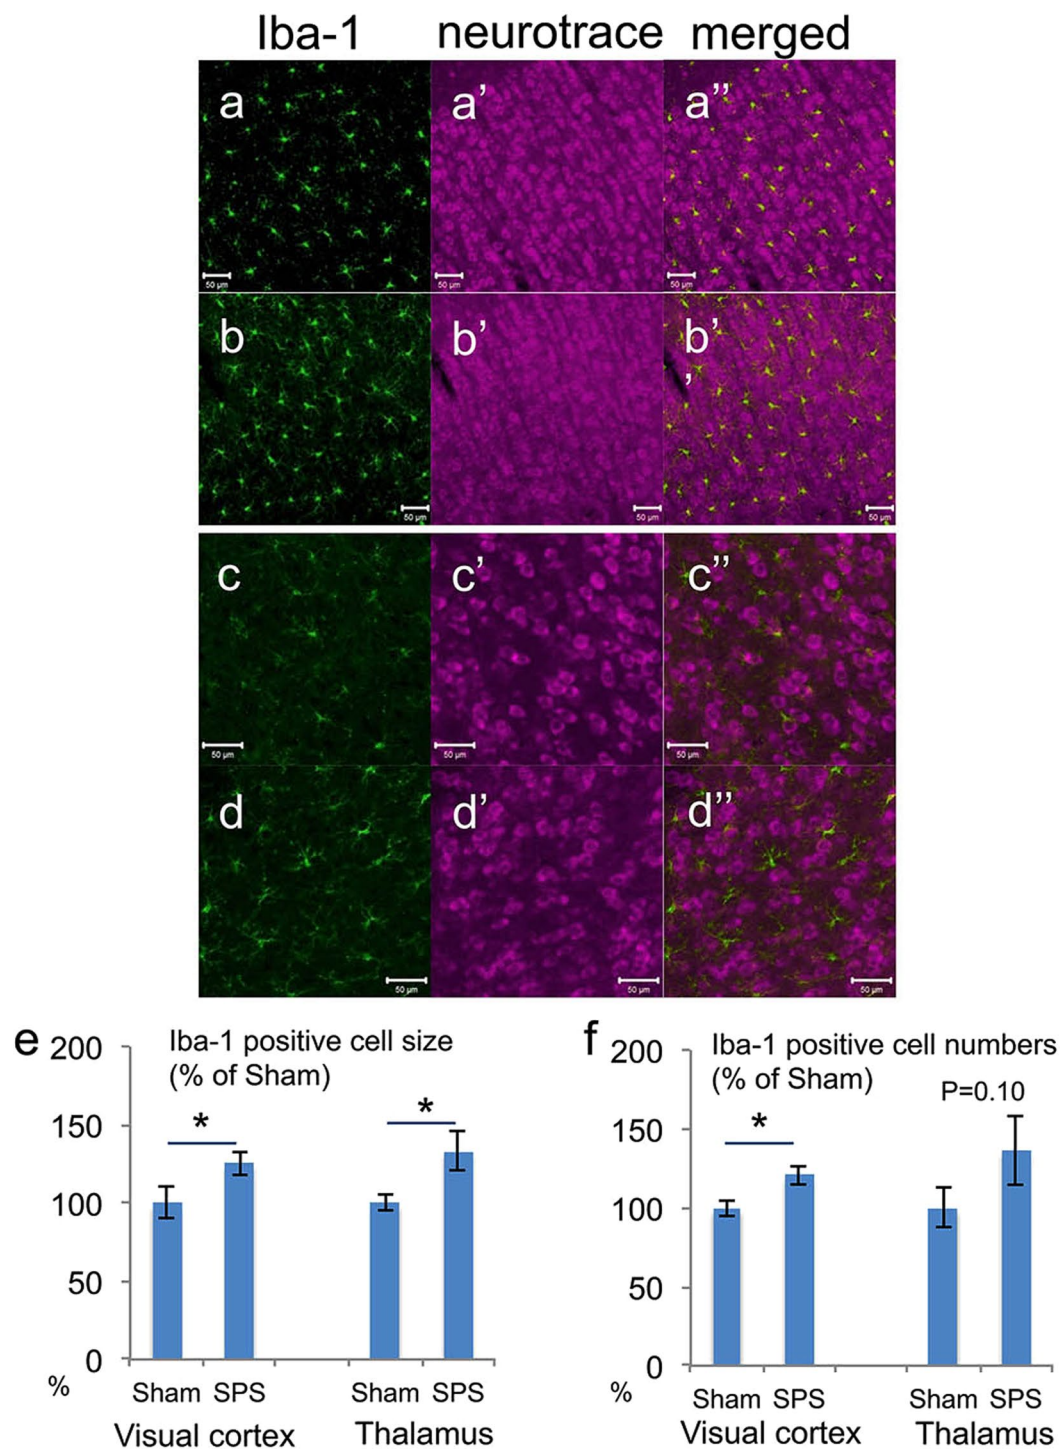 Iba-1 neurotrace merged
a a’ a’’
50 µm 50 µm 50 µm
b b’ b’
’
50 µm 50 µm 50 µm
c c’ c’’
50 µm 50 µm 50 µm
d d’ d’’
50 µm 50 µm 50 µm
e
Iba-1 positive cell size
(% of Sham)
200
150
100
50
0
%
* *
Sham SPS Sham SPS
Visual cortex Thalamus
f
Iba-1 positive cell numbers
(% of Sham)
P=0.10
200
150
100
50
0
%
*
Sham SPS Sham SPS
Visual cortex Thalamus